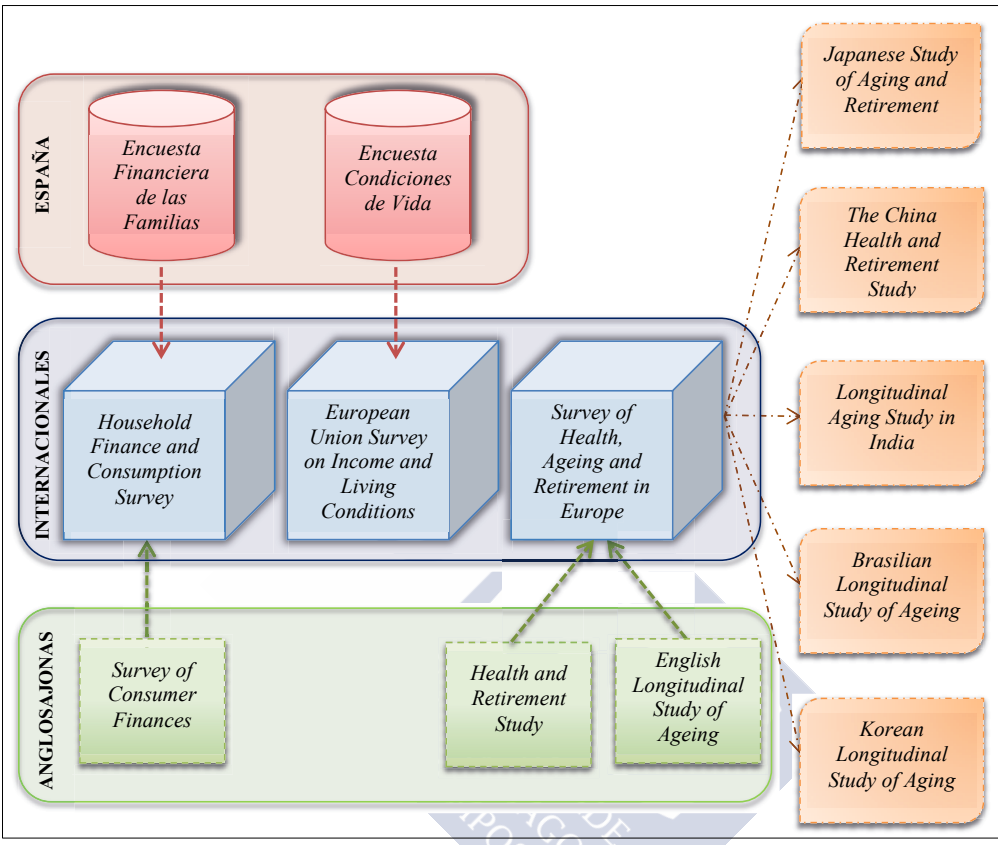 ESPAÑA
Encuesta
Financiera
de las
Familias
Encuesta
Condiciones
de Vida
INTERNACIONALES
Household
Finance and
Consumption
Survey
European
Union Survey
on Income and
Living
Conditions
Survey of
Health,
Ageing and
Retirement in
Europe
ANGLOSAJONAS
Survey of
Consumer
Finances
Health and
Retirement
Study
English
Longitudinal
Study of
Ageing
Japanese Study
of Aging and
Retirement
The China
Health and
Retirement
Study
Longitudinal
Aging Study in
India
Brasilian
Longitudinal
Study of Ageing
Korean
Longitudinal
Study of Aging
DE